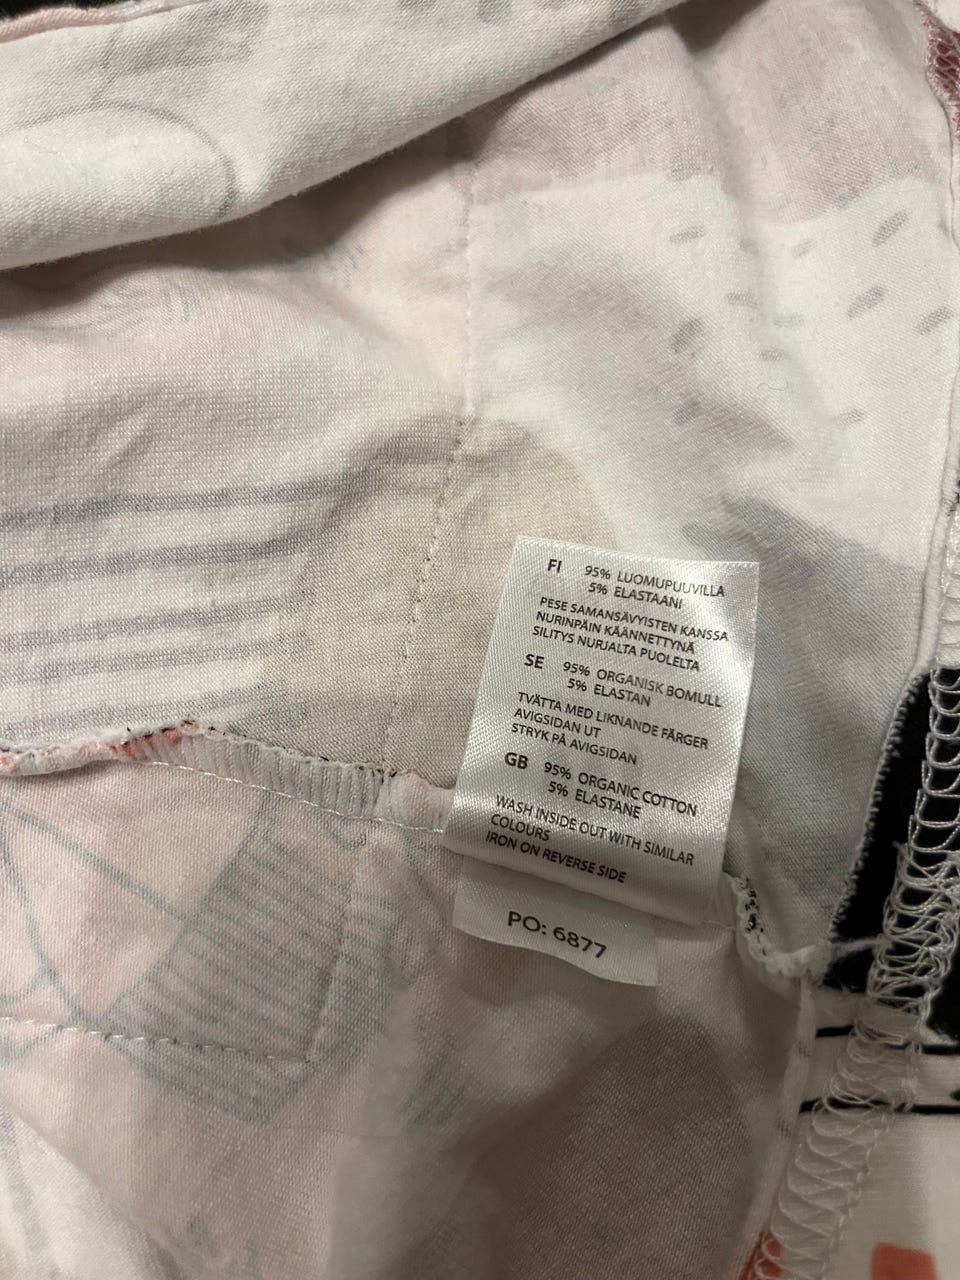 FI 95% LUOMUPUUVILLA
5% ELASTAANI
PESE SAMANSÄVYISTEN KANSSA
NURINPÄIN KÄÄNNETTYNÄ
SILITYS NURJALTA PUOLELTA
SE 95% ORGANISK BOMULL
5% ELASTAN
TVÄTTA MED LIKNANDE FÄRGER
AVIGSIDAN UT
STRYK PÅ AVIGSIDAN
GB 95% ORGANIC COTTON
5% ELASTANE
WASH INSIDE OUT WITH SIMILAR
COLOURS
IRON ON REVERSE SIDE
PO: 6877